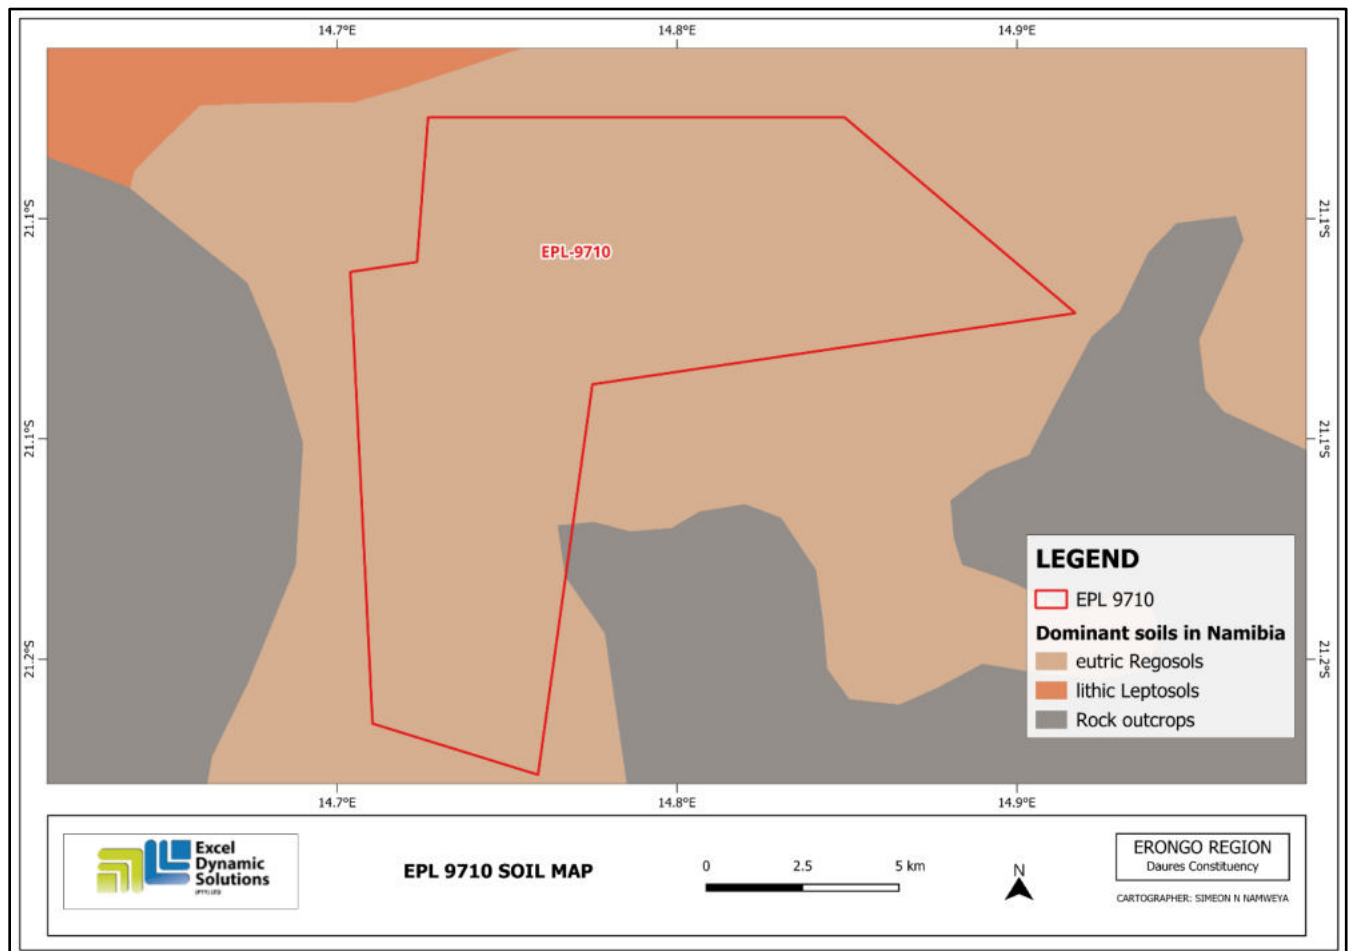 14.7°E
14.8°E
14.9°E
21.1°S
21.1°S
EPL-9710
21.1°S
21.1°S
LEGEND
EPL 9710
Dominant soils in Namibia
eutric Regosols
lithic Leptosols
Rock outcrops
21.2°S
21.2°S
14.7°E
14.8°E
14.9°E
Excel
Dynamic
Solutions
(PTY) LTD
EPL 9710 SOIL MAP
0 2.5 5 km
N
ERONGO REGION
Daures Constituency
CARTOGRAPHER: SIMEON N NAMWEYA